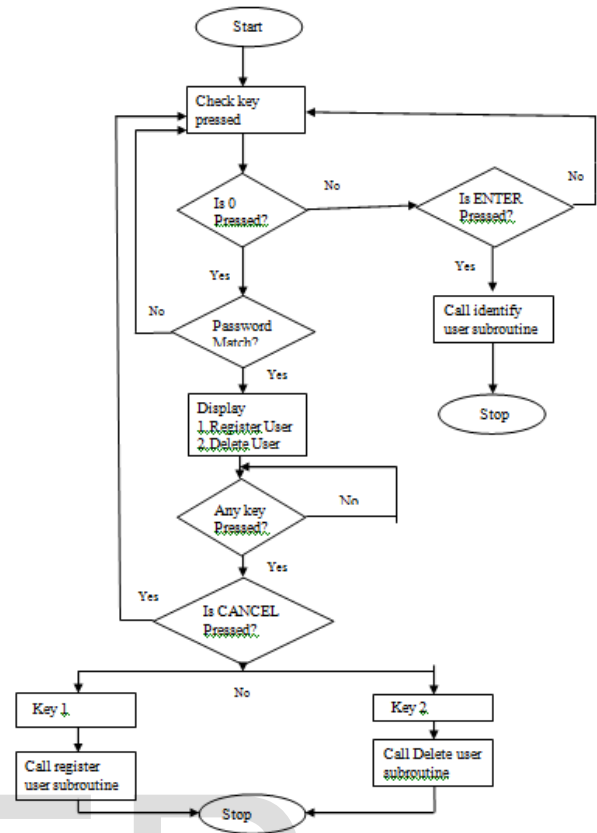 Start
Check key
pressed
Is 0
Pressed?
No
Is ENTER
Pressed?
No
Yes
Yes
Call identify
user subroutine
No
Password
Match?
Yes
Stop
Display
1.Register User
2.Delete User
Any key
Pressed?
No
Yes
Yes
Is CANCEL
Pressed?
No
Key 1
Key 2
Call register
user subroutine
Call Delete user
subroutine
Stop